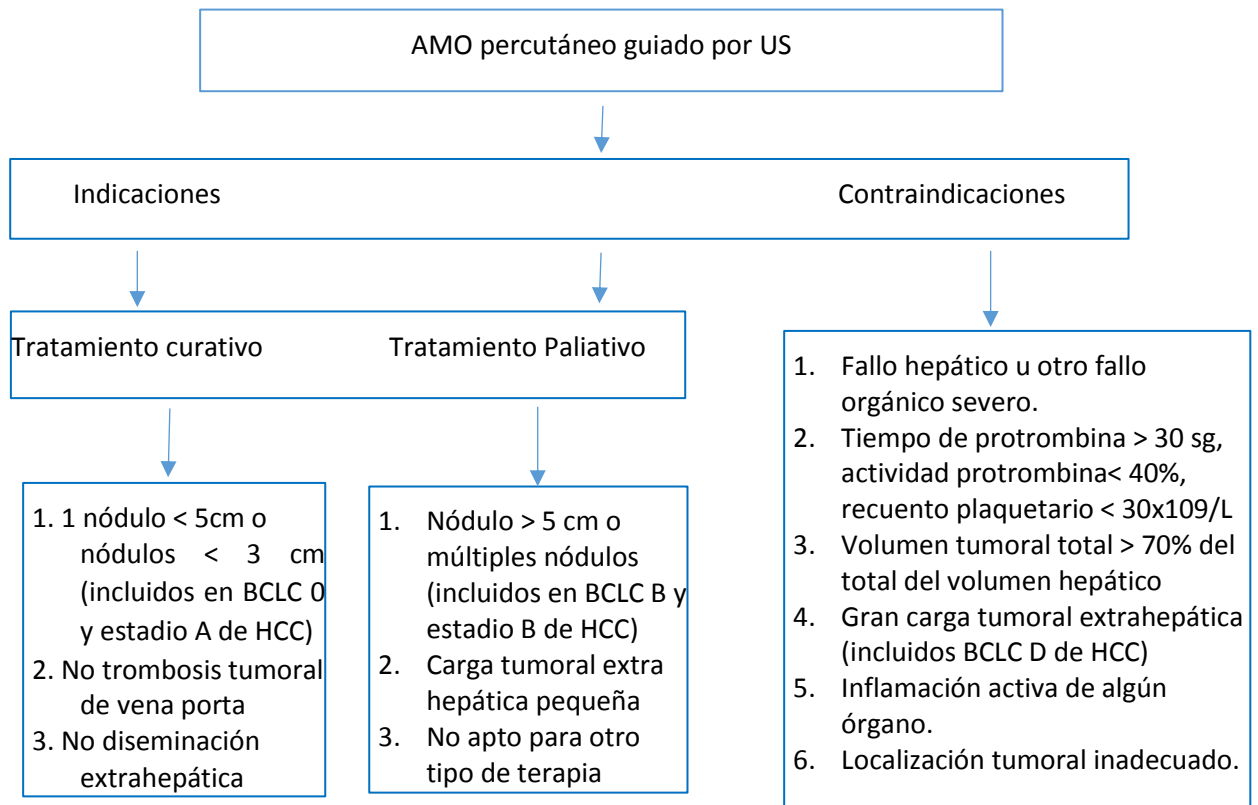 AMO percutáneo guiado por US
Indicaciones
Contraindicaciones
Tratamiento curativo
Tratamiento Paliativo
1. 1 nódulo < 5cm o
nódulos < 3 cm
(incluidos en BCLC 0
y estadio A de HCC)
2. No trombosis tumoral
de vena porta
3. No diseminación
extrahepática
1. Nódulo > 5 cm o
múltiples nódulos
(incluidos en BCLC B y
estadio B de HCC)
2. Carga tumoral extra
hepática pequeña
3. No apto para otro
tipo de terapia
1. Fallo hepático u otro fallo
orgánico severo.
2. Tiempo de protrombina > 30 sg,
actividad protrombina< 40%,
recuento plaquetario < 30x109/L
3. Volumen tumoral total > 70% del
total del volumen hepático
4. Gran carga tumoral extrahepática
(incluidos BCLC D de HCC)
5. Inflamación activa de algún
órgano.
6. Localización tumoral inadecuado.